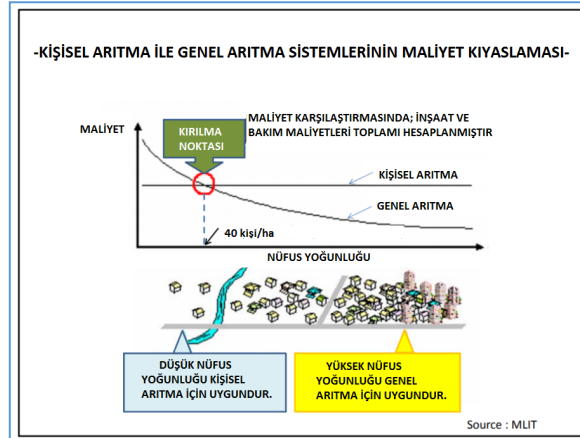 -KİŞİSEL ARITMA İLE GENEL ARITMA SİSTEMLERİNİN MALİYET KIYASLAMASI-
MALİYET KARŞILAŞTIRMASINDA; İNŞAAT VE
BAKIM MALİYETLERİ TOPLAMI HESAPLANMIŞTIR
MALİYET
KIRILMA
NOKTASI
KİŞİSEL ARITMA
GENEL ARITMA
40 kişi/ha
NÜFUS YOĞUNLUĞU
DÜŞÜK NÜFUS
YOĞUNLUĞU KİŞİSEL
ARITMA İÇİN UYGUNDUR.
YÜKSEK NÜFUS
YOĞUNLUĞU GENEL
ARITMA İÇİN UYGUNDUR.
Source : MLIT